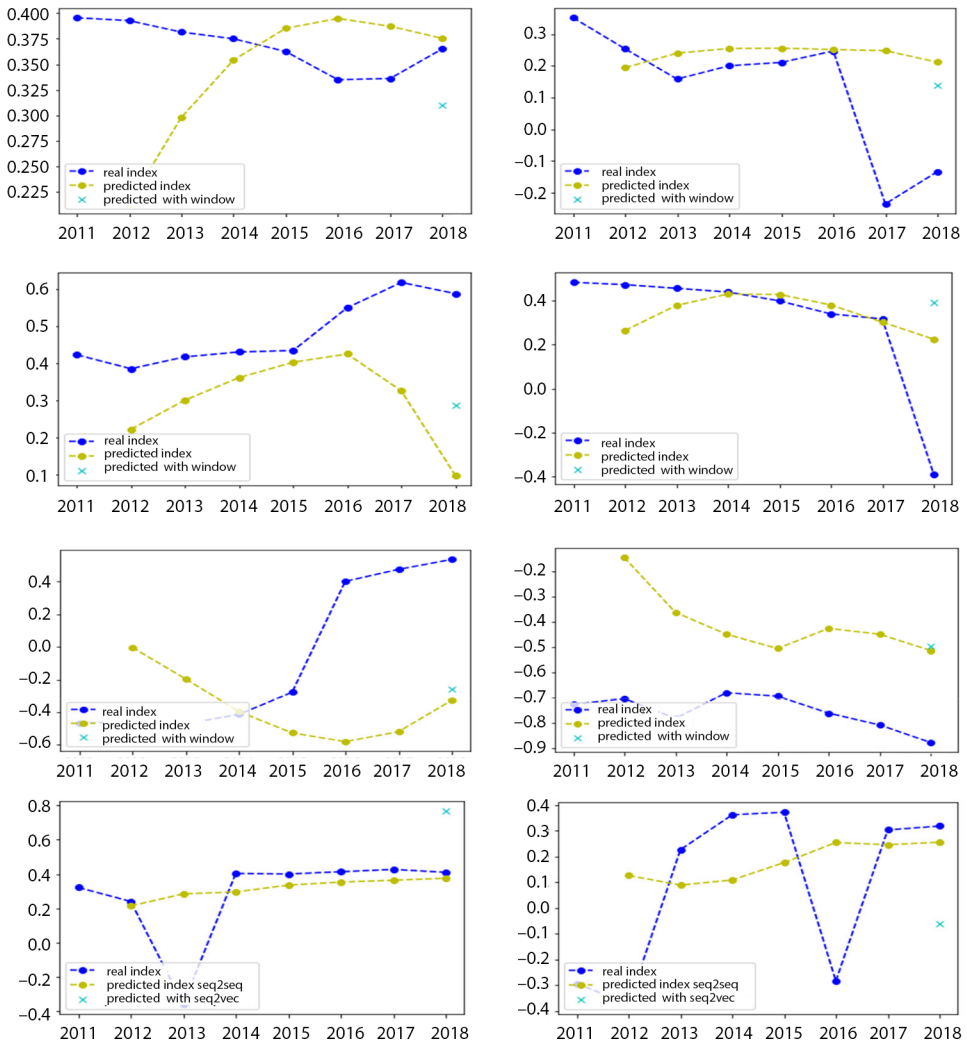 0.400
0.375
0.350
0.325
0.300
0.275
0.250
0.225
real index
predicted index
predicted with window
2011 2012 2013 2014 2015 2016 2017 2018
0.3
0.2
0.1
0.0
−0.1
−0.2
real index
predicted index
predicted with window
2011 2012 2013 2014 2015 2016 2017 2018
0.6
0.5
0.4
0.3
0.2
0.1
real index
predicted index
predicted with window
2011 2012 2013 2014 2015 2016 2017 2018
0.4
0.2
0.0
−0.2
−0.4
real index
predicted index
predicted with window
2011 2012 2013 2014 2015 2016 2017 2018
0.4
0.2
0.0
−0.2
−0.4
−0.6
real index
predicted index
predicted with window
2011 2012 2013 2014 2015 2016 2017 2018
−0.2
−0.3
−0.4
−0.5
−0.6
−0.7
−0.8
−0.9
real index
predicted index
predicted with window
2011 2012 2013 2014 2015 2016 2017 2018
0.8
0.6
0.4
0.2
0.0
−0.2
−0.4
real index
predicted index seq2seq
predicted with seq2vec
2011 2012 2013 2014 2015 2016 2017 2018
0.4
0.3
0.2
0.1
0.0
−0.1
−0.2
−0.3
−0.4
real index
predicted index seq2seq
predicted with seq2vec
2011 2012 2013 2014 2015 2016 2017 2018